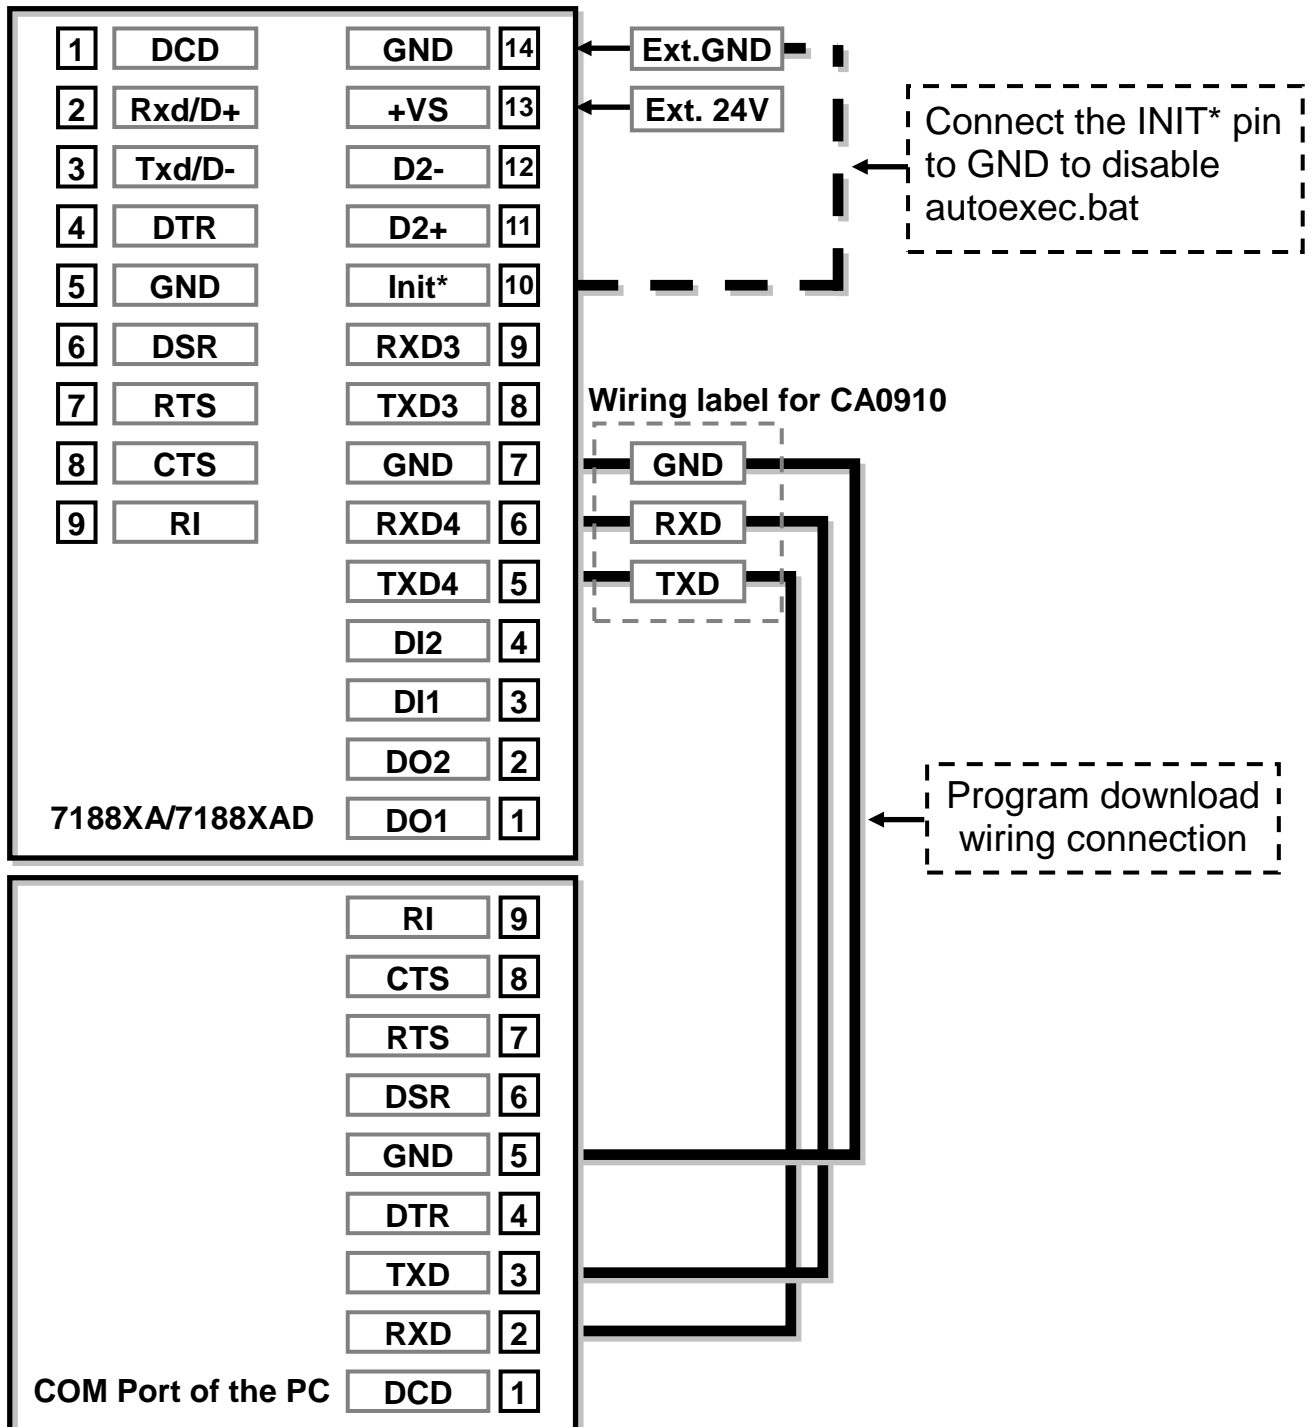 1 DCD GND 14 Ext.GND
2 Rxd/D+ +VS 13 Ext. 24V
3 Txd/D- D2- 12
4 DTR D2+ 11
5 GND Init* 10
6 DSR RXD3 9
7 RTS TXD3 8
8 CTS GND 7
9 RI RXD4 6
TXD4 5
DI2 4
DI1 3
DO2 2
7188XA/7188XAD DO1 1
Connect the INIT* pin
to GND to disable
autoexec.bat
Wiring label for CA0910
GND
RXD
TXD
Program download
wiring connection
RI 9
CTS 8
RTS 7
DSR 6
GND 5
DTR 4
TXD 3
RXD 2
COM Port of the PC DCD 1